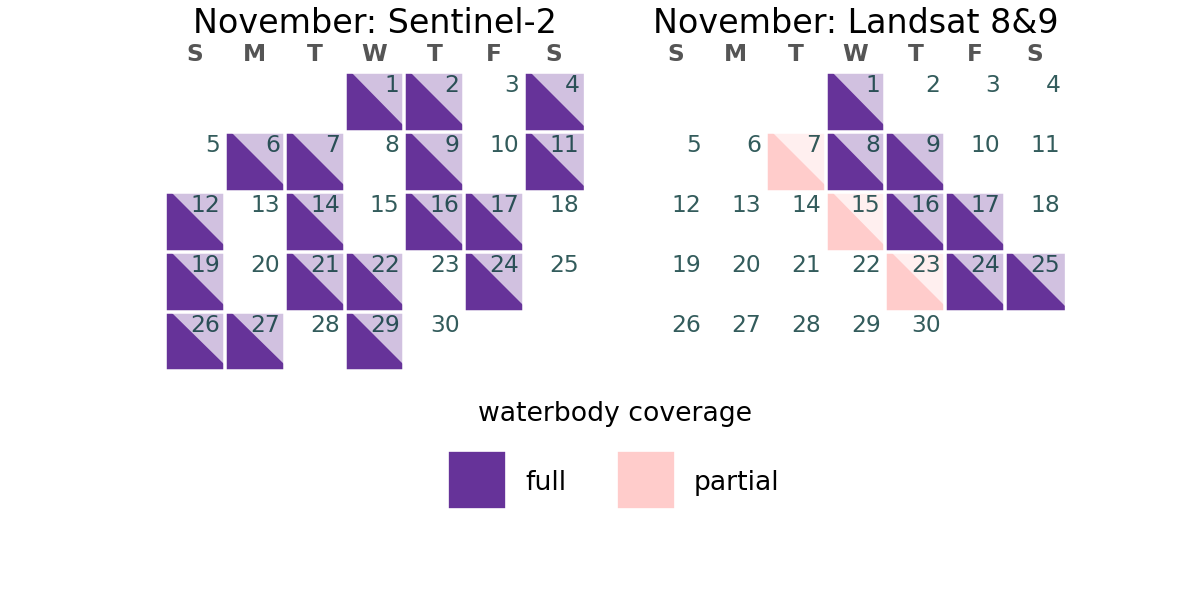 November: Sentinel-2
S M T W T F S
1 2 3 4
5 6 7 8 9 10 11
12 13 14 15 16 17 18
19 20 21 22 23 24 25
26 27 28 29 30
November: Landsat 8&9
S M T W T F S
1 2 3 4
5 6 7 8 9 10 11
12 13 14 15 16 17 18
19 20 21 22 23 24 25
26 27 28 29 30
waterbody coverage
full partial